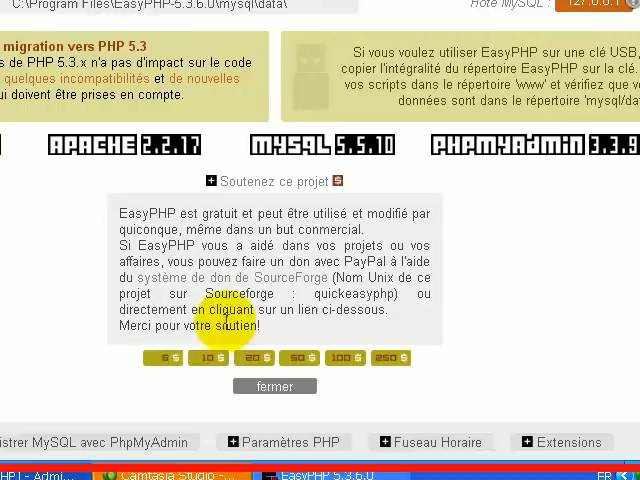 C:\Program Files\EasyPHP-5.3.6.0\mysql\data\
Hôte MySQL : 127.0.0.1
migration vers PHP 5.3
s de PHP 5.3.x n'a pas d'impact sur le code
quelques incompatibilités et de nouvelles
ui doivent être prises en compte.
Si vous voulez utiliser EasyPHP sur une clé USB,
copier l'intégralité du répertoire EasyPHP sur la clé.
vos scripts dans le répertoire 'www' et vérifiez que vo
données sont dans le répertoire 'mysql/dat
APACHE 2.2.17
MYSQL 5.5.10
PHPMYADMIN 3.3.9
Soutenez ce projet $
EasyPHP est gratuit et peut être utilisé et modifié par
quiconque, même dans un but conmercial.
Si EasyPHP vous a aidé dans vos projets ou vos
affaires, vous pouvez faire un don avec PayPal à l'aide
du système de don de SourceForge (Nom Unix de ce
projet sur Sourceforge : quickeasyphp) ou
directement en cliquant sur un lien ci-dessous.
Merci pour votre soutien!
5 $ 10 $ 20 $ 50 $ 100 $ 250 $
fermer
istrer MySQL avec PhpMyAdmin
Paramètres PHP
Fuseau Horaire
Extensions
HP] - Admi...
Camtasia Studio -...
EasyPHP 5.3.6.0
FR